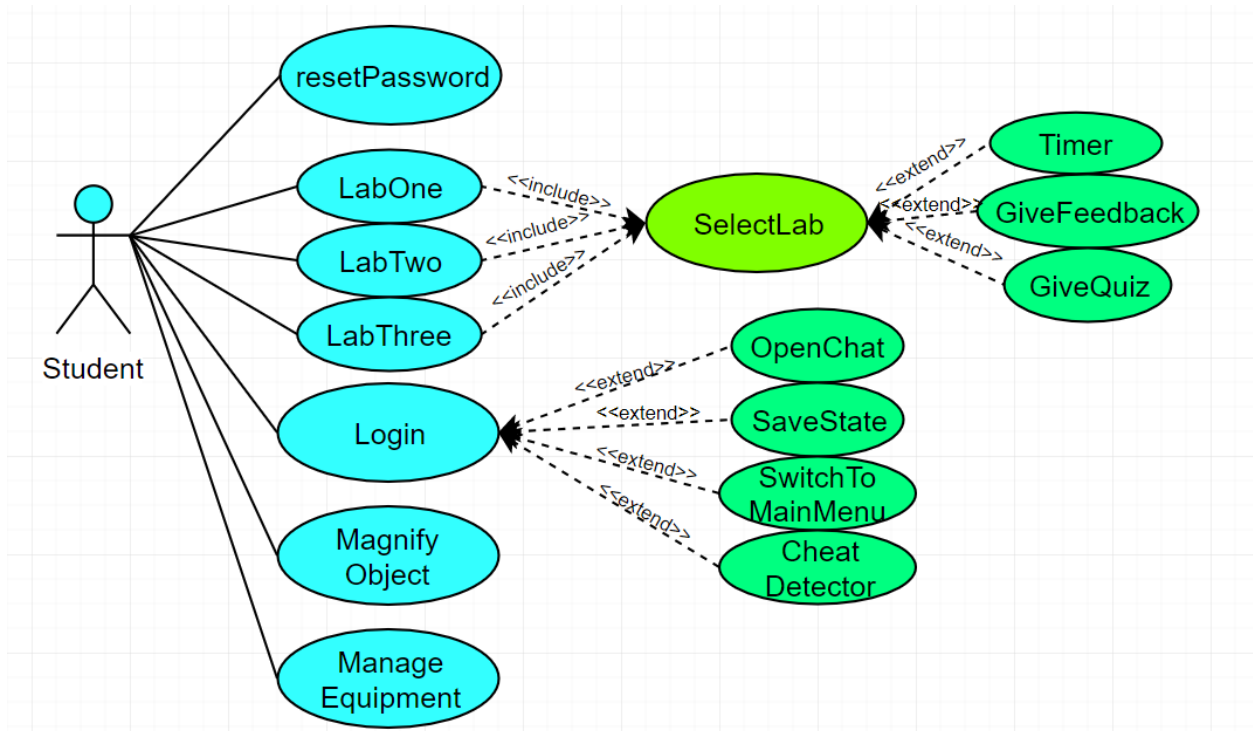 resetPassword
LabOne
LabTwo
LabThree
Student
Login
Magnify
Object
Manage
Equipment
<<include>>
<<include>>
<<include>>
SelectLab
<<extend>>
<<extend>>
<<extend>>
Timer
GiveFeedback
GiveQuiz
<<extend>>
<<extend>>
<<extend>>
<<extend>>
OpenChat
SaveState
SwitchTo
MainMenu
Cheat
Detector